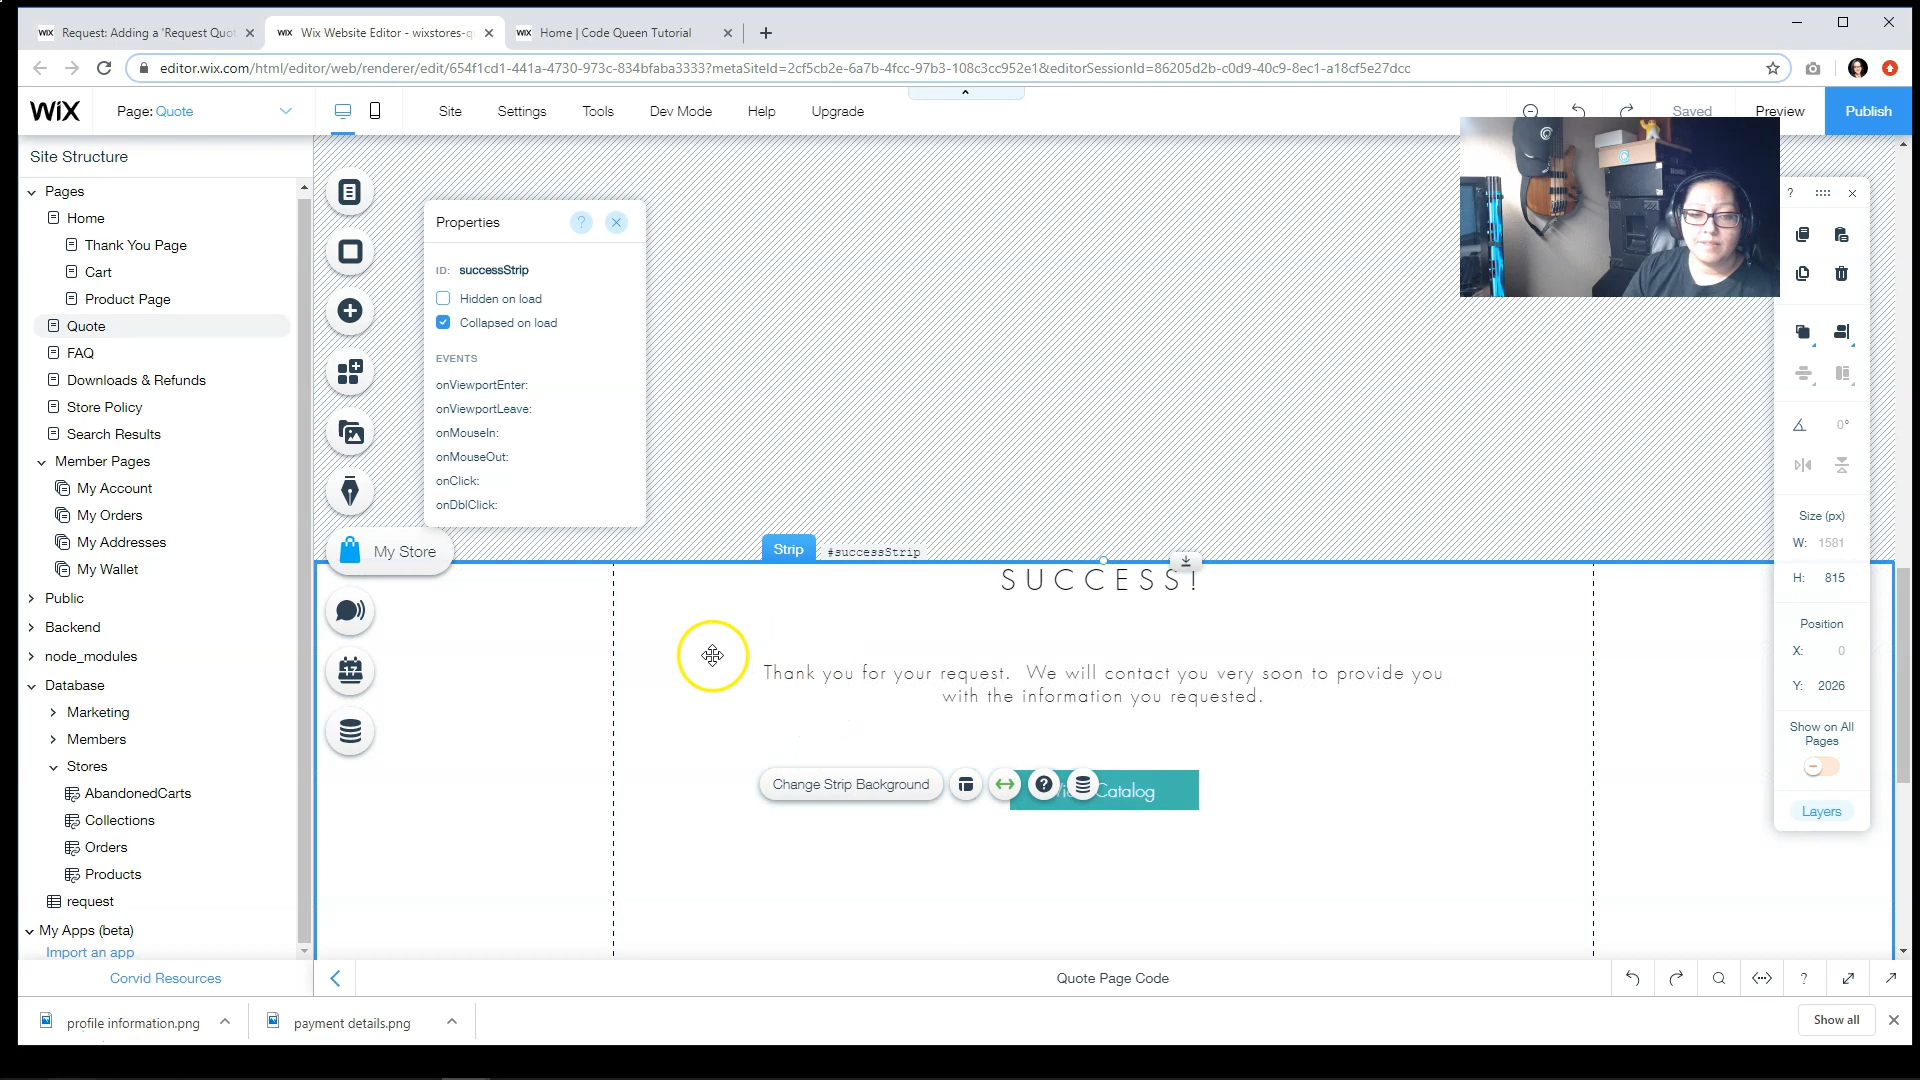 WIX Request: Adding a 'Request Quot
WIX Wix Website Editor - wixstores-q
WIX Home | Code Queen Tutorial
editor.wix.com/html/editor/web/renderer/edit/654f1cd1-441a-4730-973c-834bfaba3333?metaSiteId=2cf5cb2e-6a7b-4fcc-97b3-108c3cc952e1&editorSessionId=86205d2b-c0d9-40c9-8ec1-a18cf5e27dcc
WIX
Page: Quote
Site
Settings
Tools
Dev Mode
Help
Upgrade
Saved
Preview
Publish
Site Structure
Pages
Home
Thank You Page
Cart
Product Page
Quote
FAQ
Downloads & Refunds
Store Policy
Search Results
Member Pages
My Account
My Orders
My Addresses
My Wallet
Public
Backend
node_modules
Database
Marketing
Members
Stores
AbandonedCarts
Collections
Orders
Products
request
My Apps (beta)
Import an app
Corvid Resources
Properties
?
ID: successStrip
Hidden on load
Collapsed on load
EVENTS
onViewportEnter:
onViewportLeave:
onMouseIn:
onMouseOut:
onClick:
onDblClick:
My Store
17
Strip
#successStrip
SUCCESS!
Thank you for your request. We will contact you very soon to provide you
with the information you requested.
Change Strip Background
?
Catalog
?
0°
Size (px)
W: 1581
H: 815
Position
X: 0
Y: 2026
Show on All
Pages
Layers
Quote Page Code
?
profile information.png
payment details.png
Show all